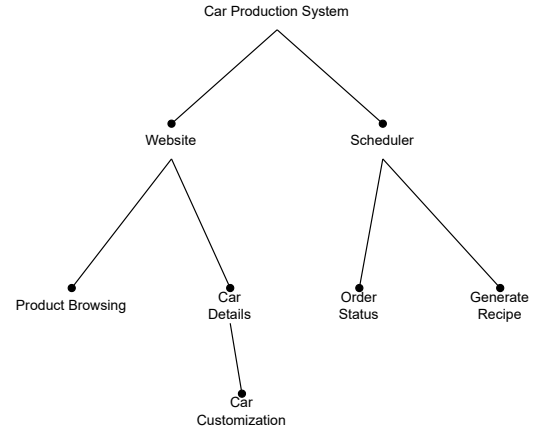 Car Production System
Website
Scheduler
Product Browsing
Car
Details
Order
Status
Generate
Recipe
Car
Customization